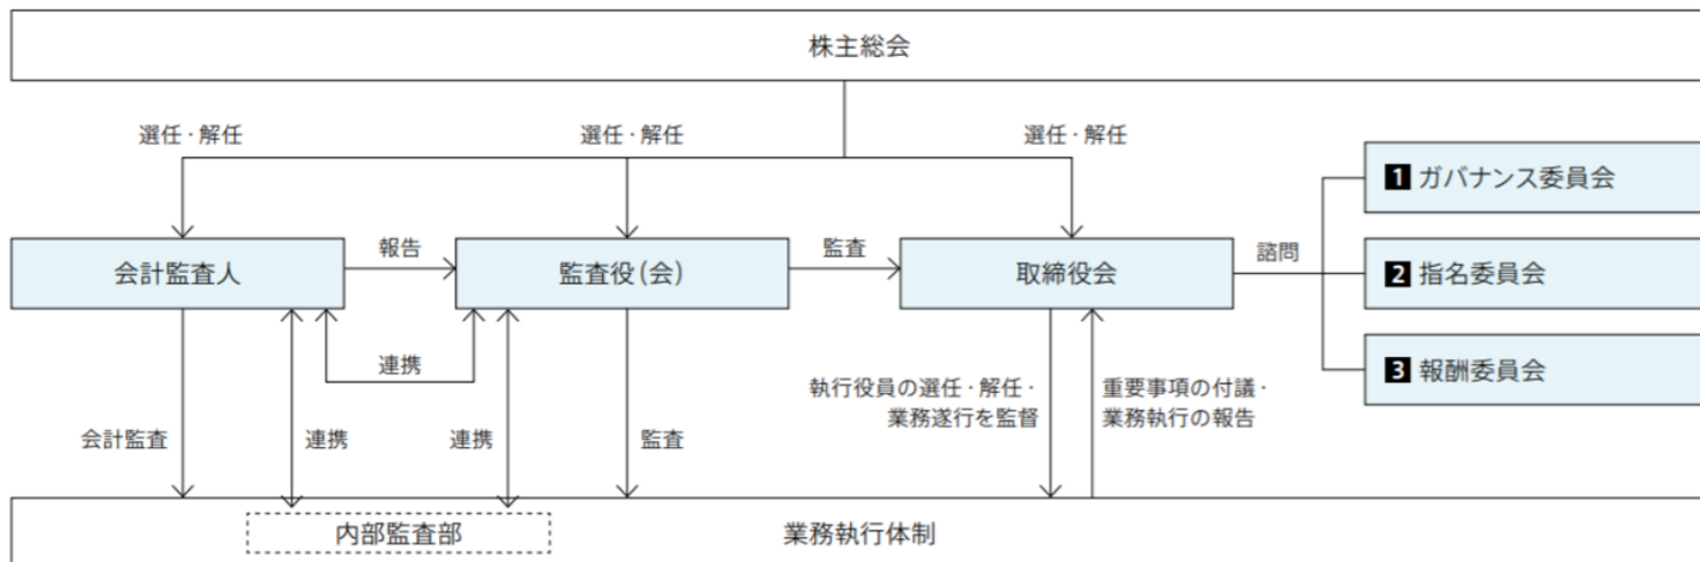 株主総会
選任・解任
選任・解任
選任・解任
1 ガバナンス委員会
会計監査人
報告
監査役(会)
監査
取締役会
諮問
2 指名委員会
連携
3 報酬委員会
執行役員の選任・解任・
業務遂行を監督
重要事項の付議・
業務執行の報告
会計監査
連携
連携
監査
内部監査部
業務執行体制